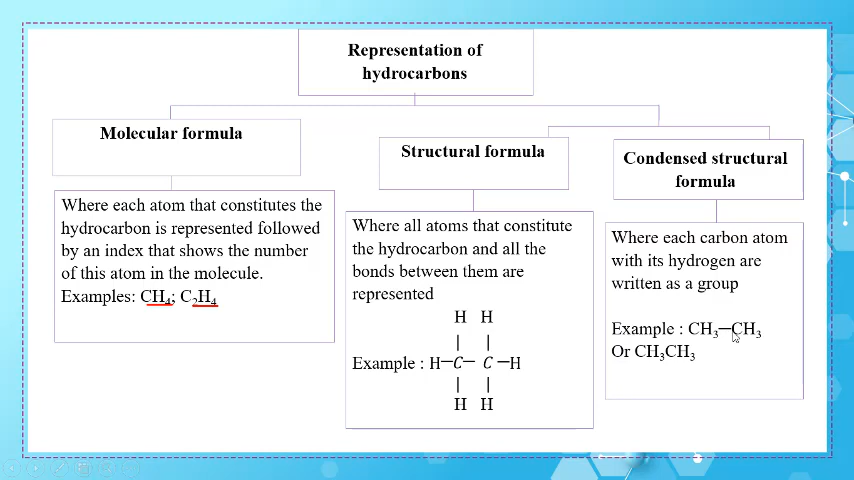 Representation of
hydrocarbons
Molecular formula
Where each atom that constitutes the
hydrocarbon is represented followed
by an index that shows the number
of this atom in the molecule.
Examples: CH₄; C₂H₄
Structural formula
Where all atoms that constitute
the hydrocarbon and all the
bonds between them are
represented
H H
| |
Example : H─C─ C ─H
| |
H H
Condensed structural
formula
Where each carbon atom
with its hydrogen are
written as a group
Example : CH₃─CH₃
Or CH₃CH₃